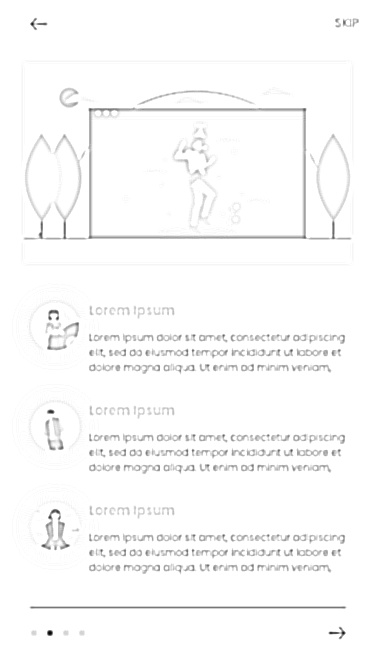 SKIP
Lorem Ipsum
Lorem ipsum dolor sit amet, consectetur adipiscing
elit, sed do eiusmod tempor incididunt ut labore et
dolore magna aliqua. Ut enim ad minim veniam,
Lorem Ipsum
Lorem ipsum dolor sit amet, consectetur adipiscing
elit, sed do eiusmod tempor incididunt ut labore et
dolore magna aliqua. Ut enim ad minim veniam,
Lorem Ipsum
Lorem ipsum dolor sit amet, consectetur adipiscing
elit, sed do eiusmod tempor incididunt ut labore et
dolore magna aliqua. Ut enim ad minim veniam,